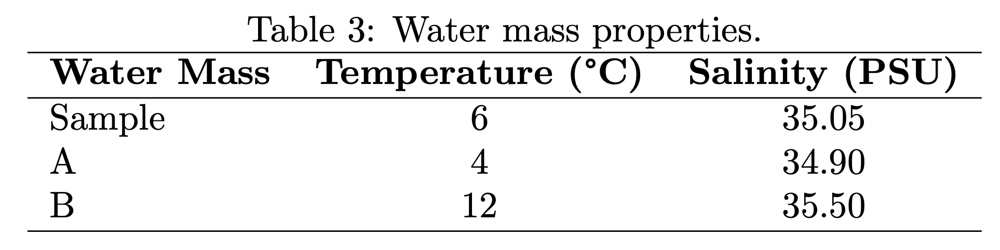 Table 3: Water mass properties.
Water Mass Temperature (°C) Salinity (PSU)
Sample 6 35.05
A 4 34.90
B 12 35.50